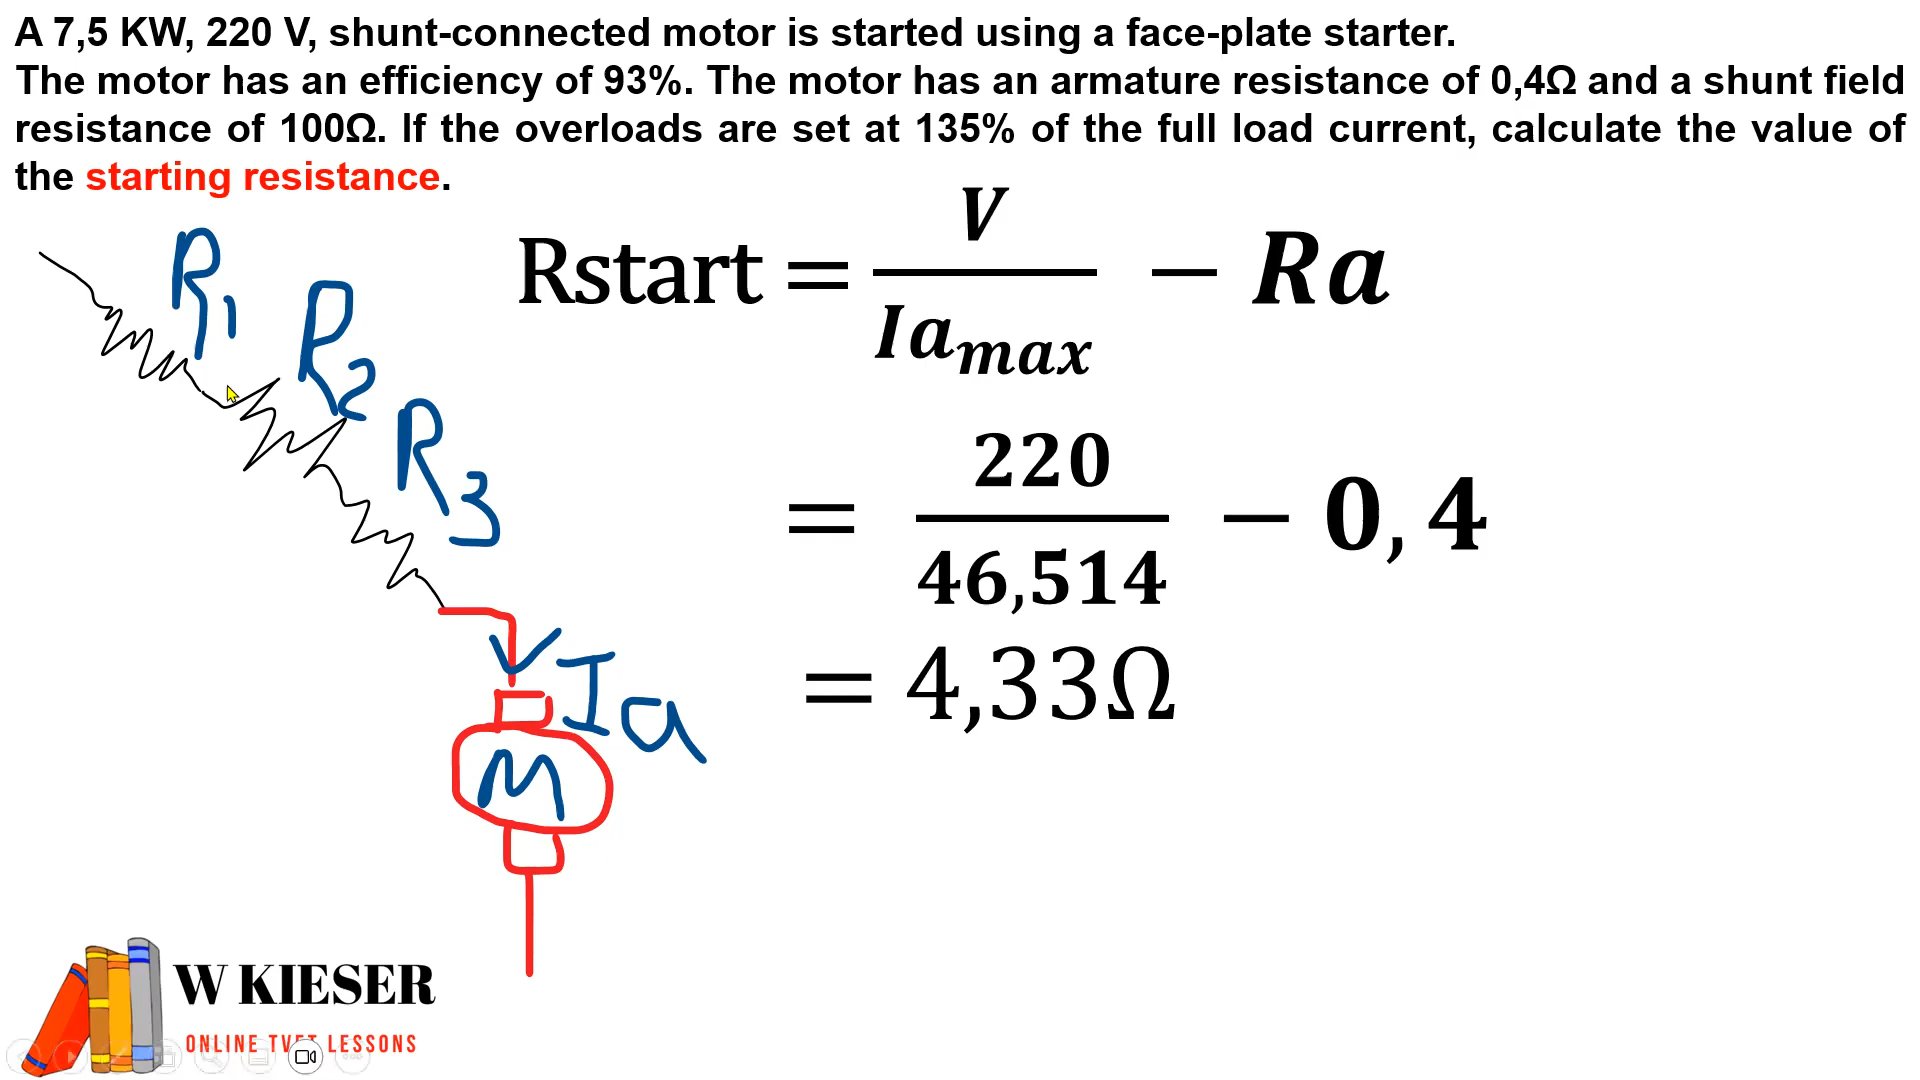 A 7,5 KW, 220 V, shunt-connected motor is started using a face-plate starter.
The motor has an efficiency of 93%. The motor has an armature resistance of 0,4Ω and a shunt field
resistance of 100Ω. If the overloads are set at 135% of the full load current, calculate the value of
the starting resistance.
Rstart = V / Ia max − Ra
= 220 / 46,514 − 0,4
= 4,33Ω
R1
R2
R3
Ia
M
W KIESER
ONLINE TVET LESSONS